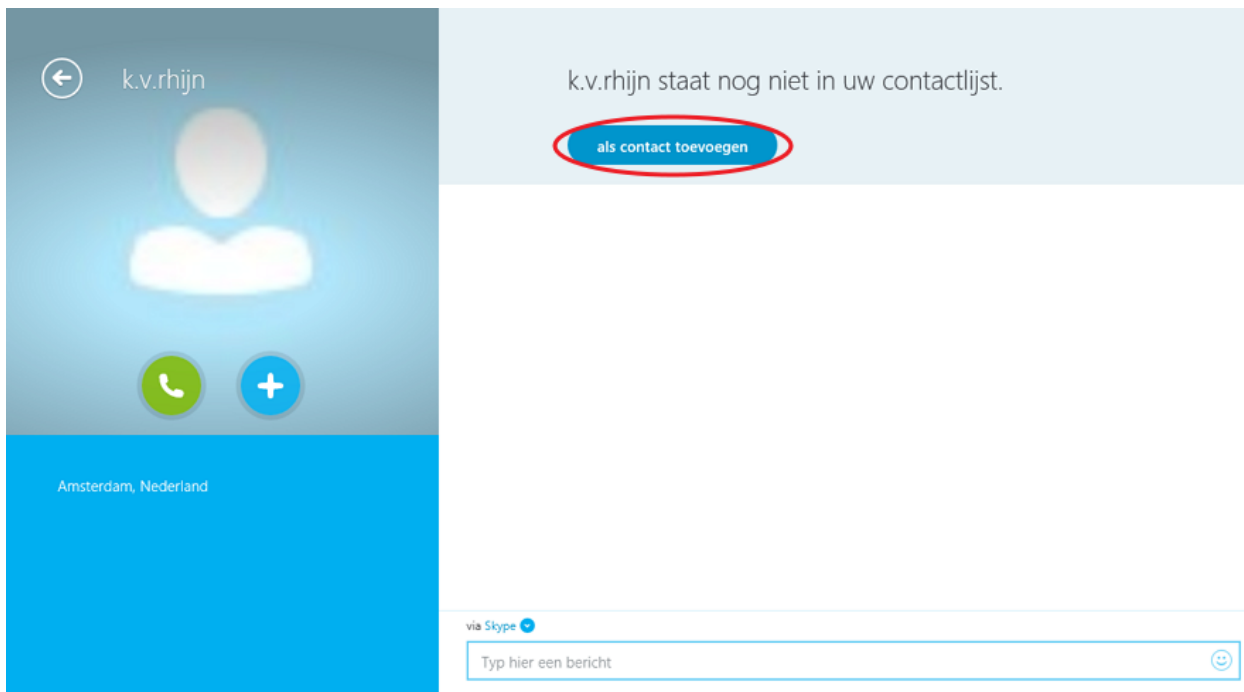 k.v.rhijn
Amsterdam, Nederland
k.v.rhijn staat nog niet in uw contactlijst.
als contact toevoegen
via Skype
Typ hier een bericht